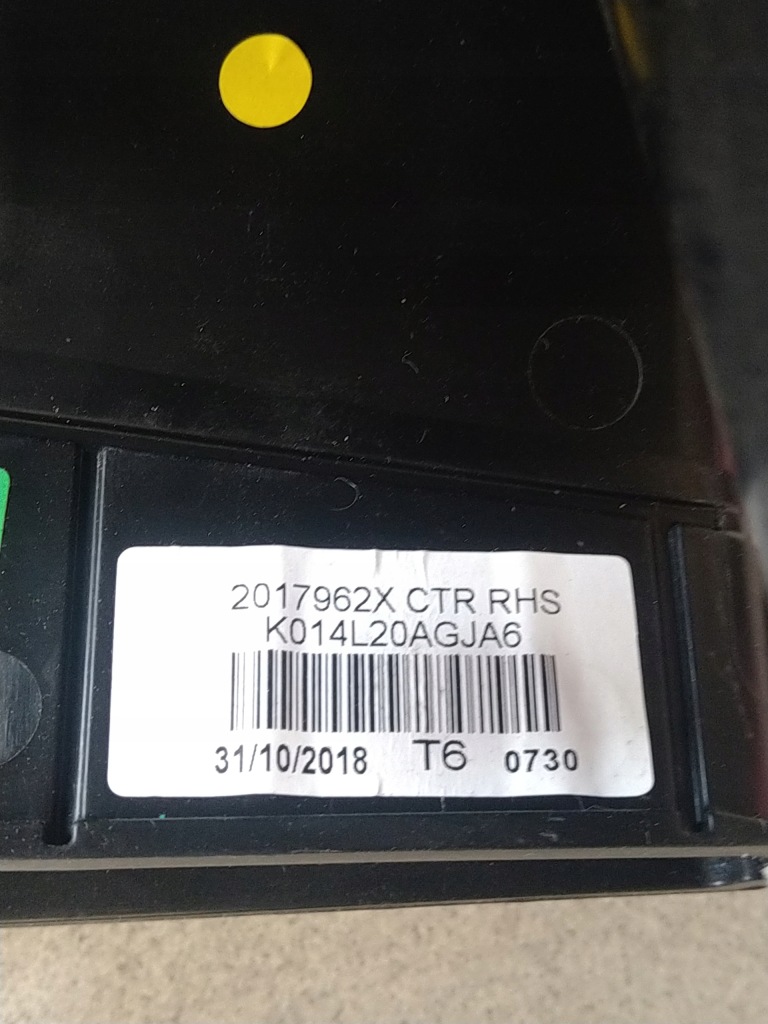 2017962X CTR RHS
K014L20AGJA6
31/10/2018 T6 0730